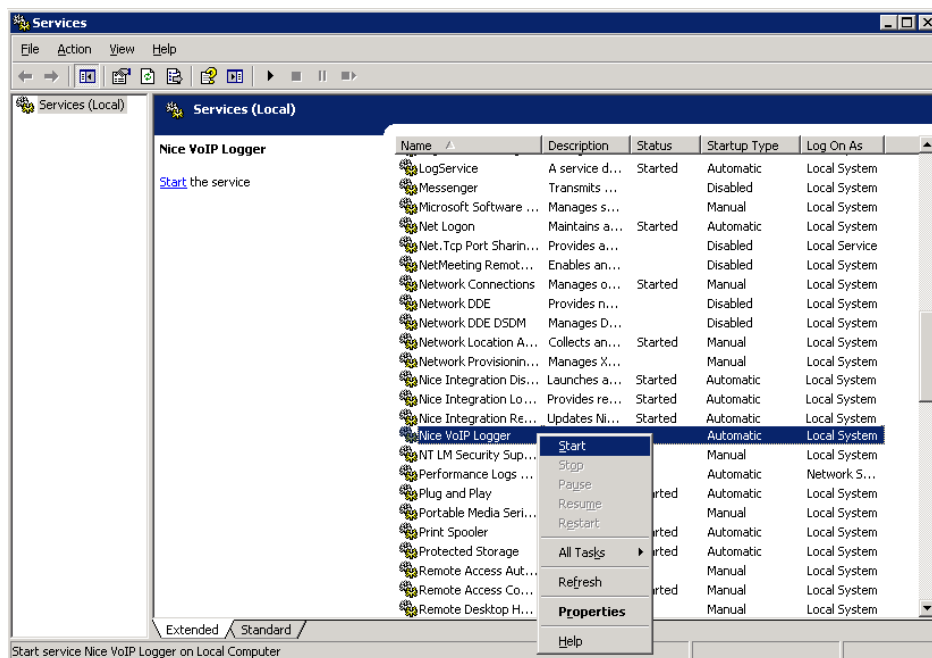 Services
File Action View Help
Services (Local)
Services (Local)
Nice VoIP Logger
Start the service
Name Description Status Startup Type Log On As
LogService A service d... Started Automatic Local System
Messenger Transmits ... Disabled Local System
Microsoft Software ... Manages s... Manual Local System
Net Logon Maintains a... Started Automatic Local System
Net.Tcp Port Sharin... Provides a... Disabled Local Service
NetMeeting Remot... Enables an... Disabled Local System
Network Connections Manages o... Started Manual Local System
Network DDE Provides n... Disabled Local System
Network DDE DSDM Manages D... Disabled Local System
Network Location A... Collects an... Started Manual Local System
Network Provisionin... Manages X... Manual Local System
Nice Integration Dis... Launches a... Started Automatic Local System
Nice Integration Lo... Provides re... Started Automatic Local System
Nice Integration Re... Updates Ni... Started Automatic Local System
Nice VoIP Logger Automatic Local System
NT LM Security Sup... Manual Local System
Performance Logs ... Automatic Network S...
Plug and Play rted Automatic Local System
Portable Media Seri... Manual Local System
Print Spooler rted Automatic Local System
Protected Storage rted Automatic Local System
Remote Access Aut... Manual Local System
Remote Access Co... rted Manual Local System
Remote Desktop H... Manual Local System
Start
Stop
Pause
Resume
Restart
All Tasks
Refresh
Properties
Help
Extended Standard
Start service Nice VoIP Logger on Local Computer